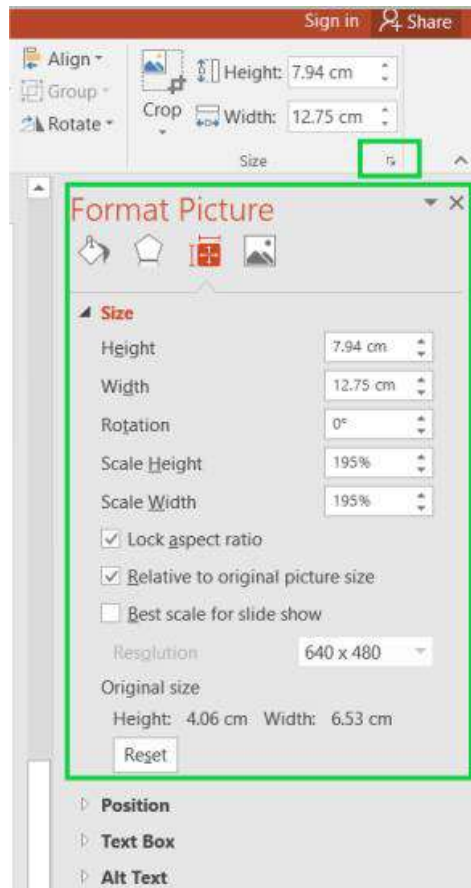 Sign in Share
Align
Height: 7.94 cm
Group
Crop Width: 12.75 cm
Rotate
Size
Format Picture
Size
Height 7.94 cm
Width 12.75 cm
Rotation 0°
Scale Height 195%
Scale Width 195%
Lock aspect ratio
Relative to original picture size
Best scale for slide show
Resolution 640 x 480
Original size
Height: 4.06 cm Width: 6.53 cm
Reset
Position
Text Box
Alt Text